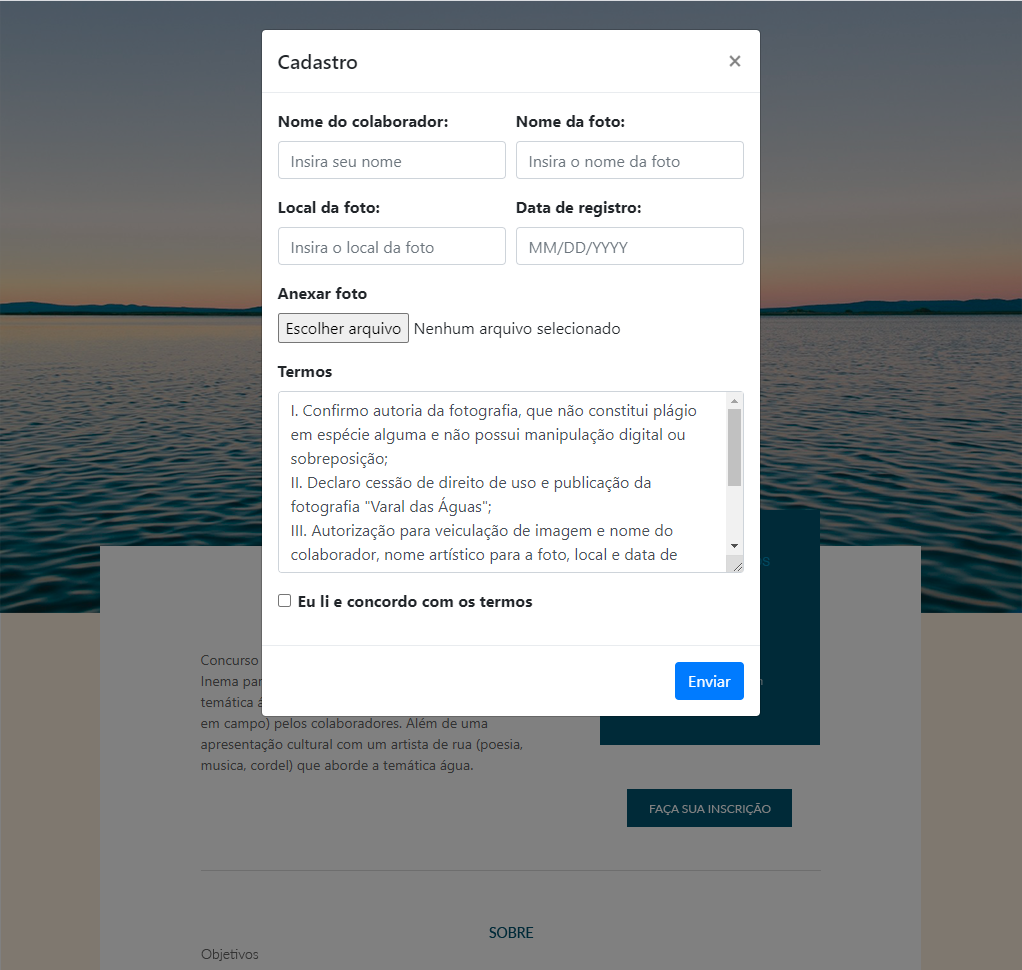 Cadastro
×
Nome do colaborador:
Nome da foto:
Insira seu nome
Insira o nome da foto
Local da foto:
Data de registro:
Insira o local da foto
MM/DD/YYYY
Anexar foto
Escolher arquivo Nenhum arquivo selecionado
Termos
I. Confirmo autoria da fotografia, que não constitui plágio
em espécie alguma e não possui manipulação digital ou
sobreposição;
II. Declaro cessão de direito de uso e publicação da
fotografia "Varal das Águas";
III. Autorização para veiculação de imagem e nome do
colaborador, nome artístico para a foto, local e data de
Eu li e concordo com os termos
Enviar
Concurso
Inema
temática
em campo) pelos colaboradores. Além de uma
apresentação cultural com um artista de rua (poesia,
musica, cordel) que aborde a temática água.
FAÇA SUA INSCRIÇÃO
SOBRE
Objetivos